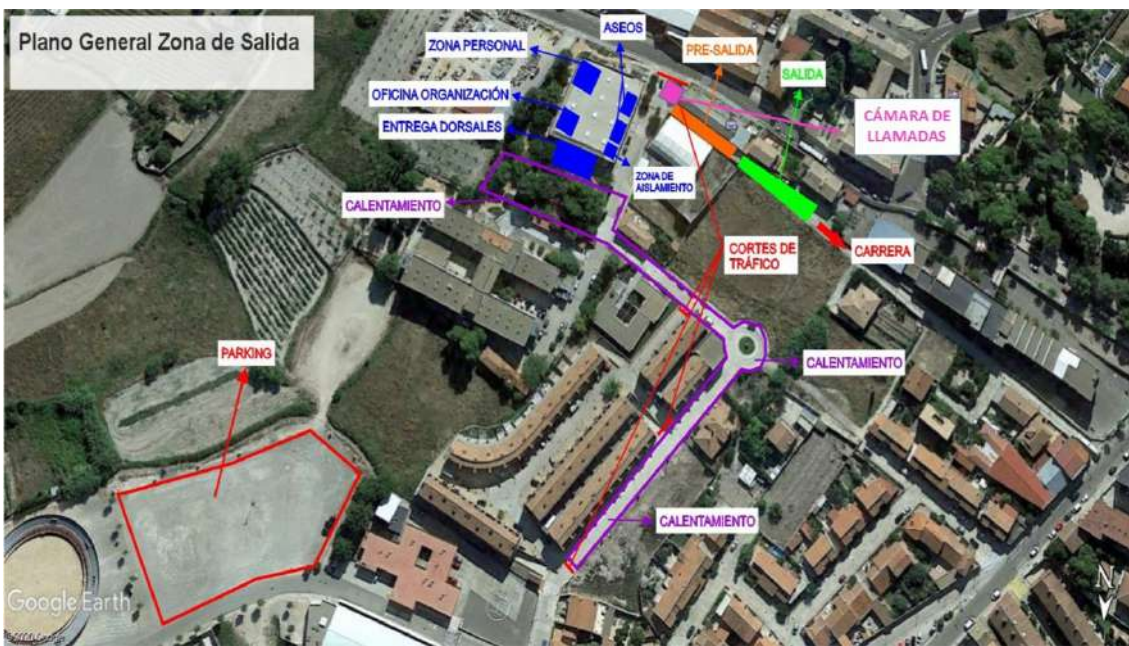 Plano General Zona de Salida
ASEOS
ZONA PERSONAL
PRE-SALIDA
SALIDA
OFICINA ORGANIZACIÓN
CÁMARA DE
LLAMADAS
ENTREGA DORSALES
ZONA DE
AISLAMIENTO
CALENTAMIENTO
CORTES DE
TRÁFICO
CARRERA
PARKING
CALENTAMIENTO
CALENTAMIENTO
N
Google Earth